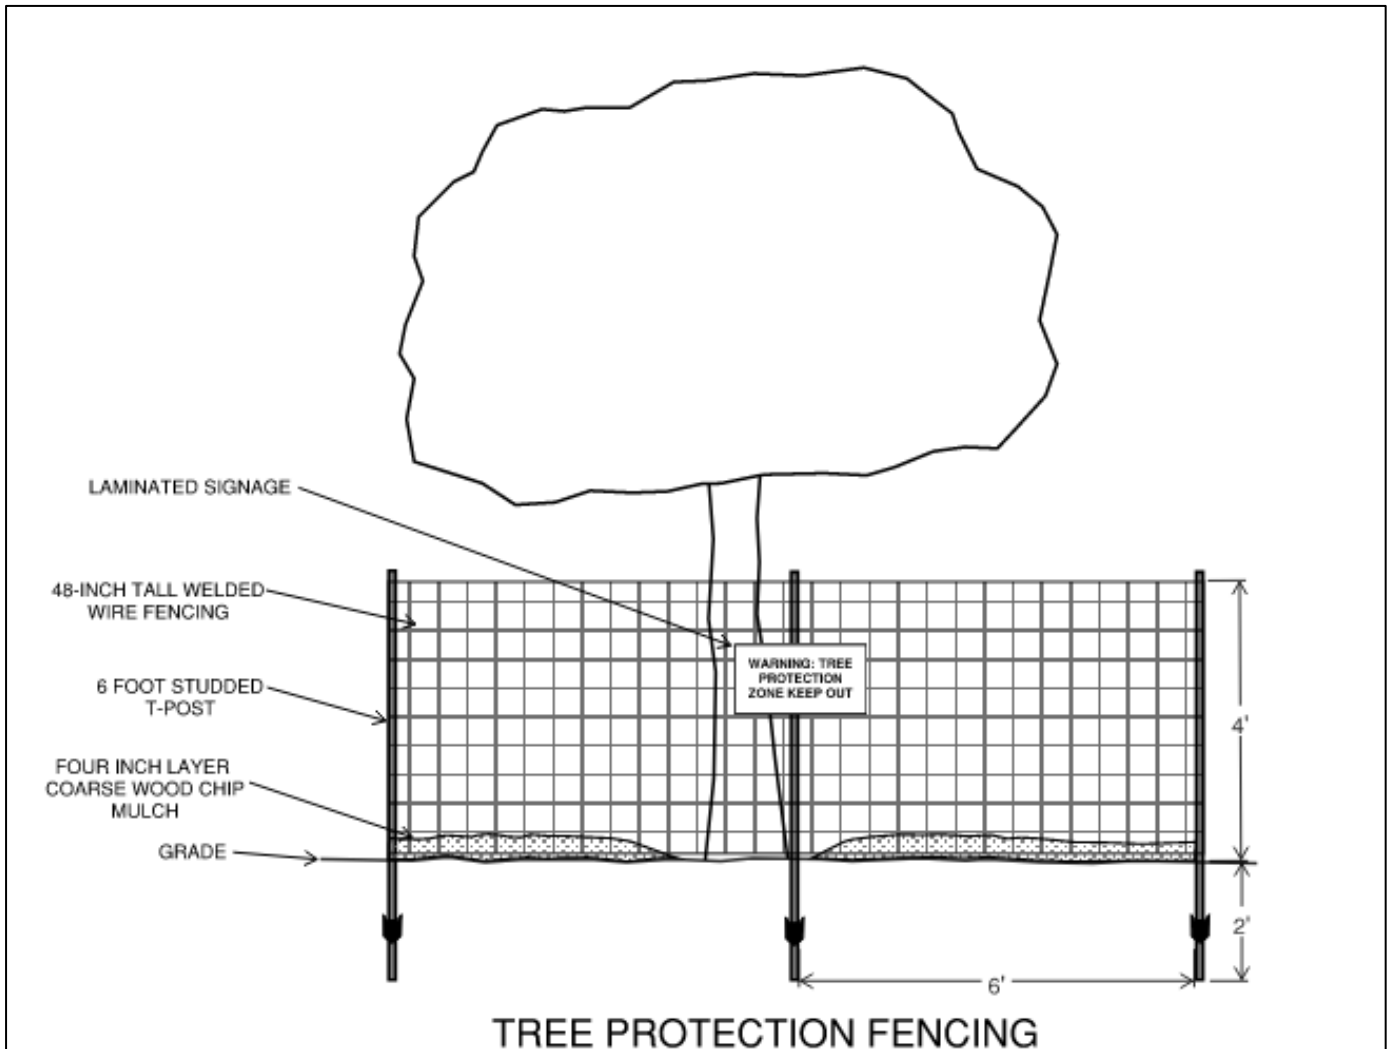 LAMINATED SIGNAGE
48-INCH TALL WELDED
WIRE FENCING
WARNING: TREE
PROTECTION
ZONE KEEP OUT
6 FOOT STUDDED
T-POST
4'
FOUR INCH LAYER
COARSE WOOD CHIP
MULCH
GRADE
2'
6'
TREE PROTECTION FENCING